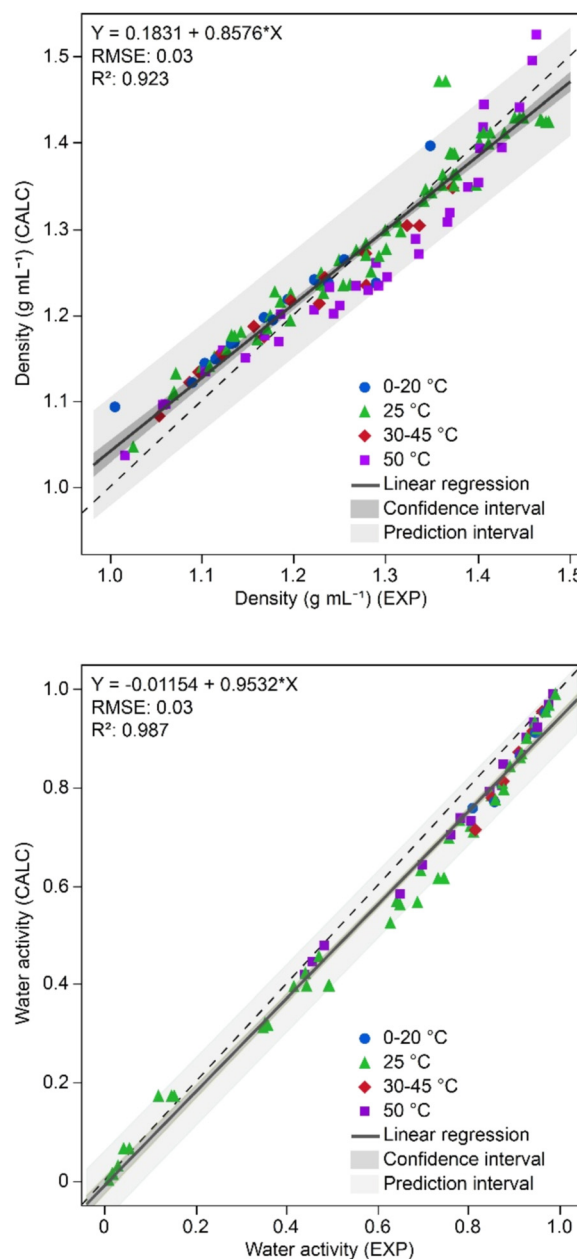 Y = 0.1831 + 0.8576*X
RMSE: 0.03
R²: 0.923
1.5
1.4
1.3
1.2
1.1
1.0
Density (g mL⁻¹) (CALC)
0-20 °C
25 °C
30-45 °C
50 °C
Linear regression
Confidence interval
Prediction interval
1.0 1.1 1.2 1.3 1.4 1.5
Density (g mL⁻¹) (EXP)
Y = -0.01154 + 0.9532*X
RMSE: 0.03
R²: 0.987
1.0
0.8
0.6
0.4
0.2
0
Water activity (CALC)
0-20 °C
25 °C
30-45 °C
50 °C
Linear regression
Confidence interval
Prediction interval
0 0.2 0.4 0.6 0.8 1.0
Water activity (EXP)